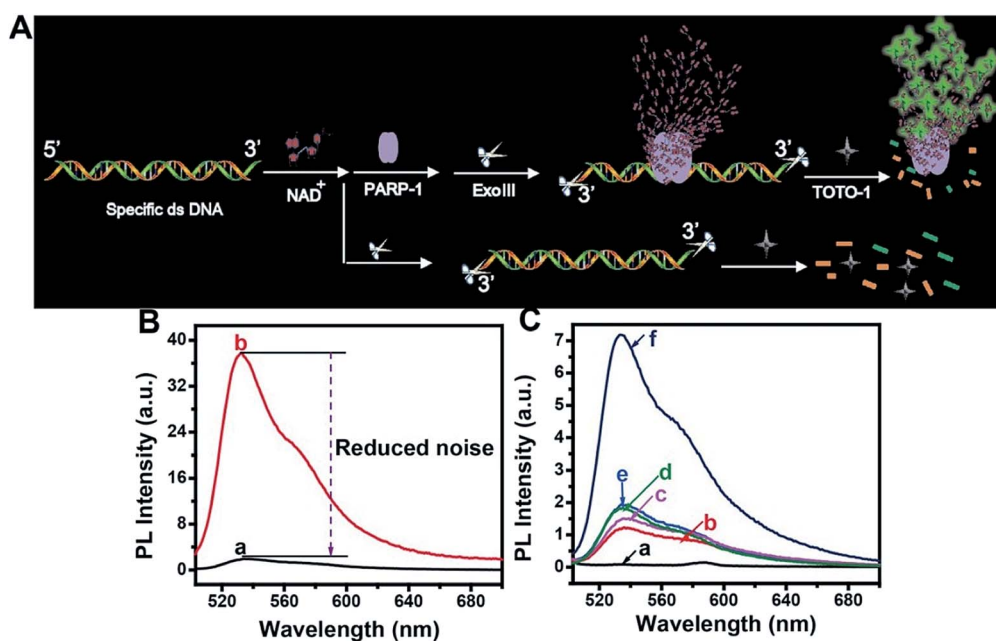 A
5’
3’
Specific ds DNA
NAD+
PARP-1
ExoIII
3’
3’
TOTO-1
3’
3’
B
40
36
32
24
16
8
0
PL Intensity (a.u.)
b
a
Reduced noise
520 560 600 640 680
Wavelength (nm)
C
7
6
5
4
3
2
1
0
PL Intensity (a.u.)
f
e
d
c
b
a
520 560 600 640 680
Wavelength (nm)